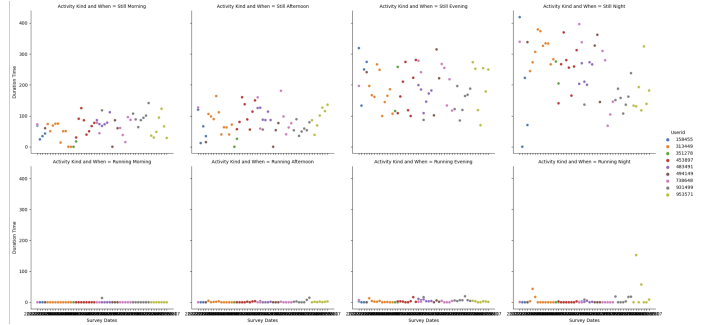 Activity Kind and When = Still Morning
Activity Kind and When = Still Afternoon
Activity Kind and When = Still Evening
Activity Kind and When = Still Night
400
300
200
100
0
Duration Time
Activity Kind and When = Running Morning
Activity Kind and When = Running Afternoon
Activity Kind and When = Running Evening
Activity Kind and When = Running Night
400
300
200
100
0
Duration Time
Survey Dates
Survey Dates
Survey Dates
Survey Dates
Userid
158455
313449
351278
453897
483491
494149
738648
931499
953571